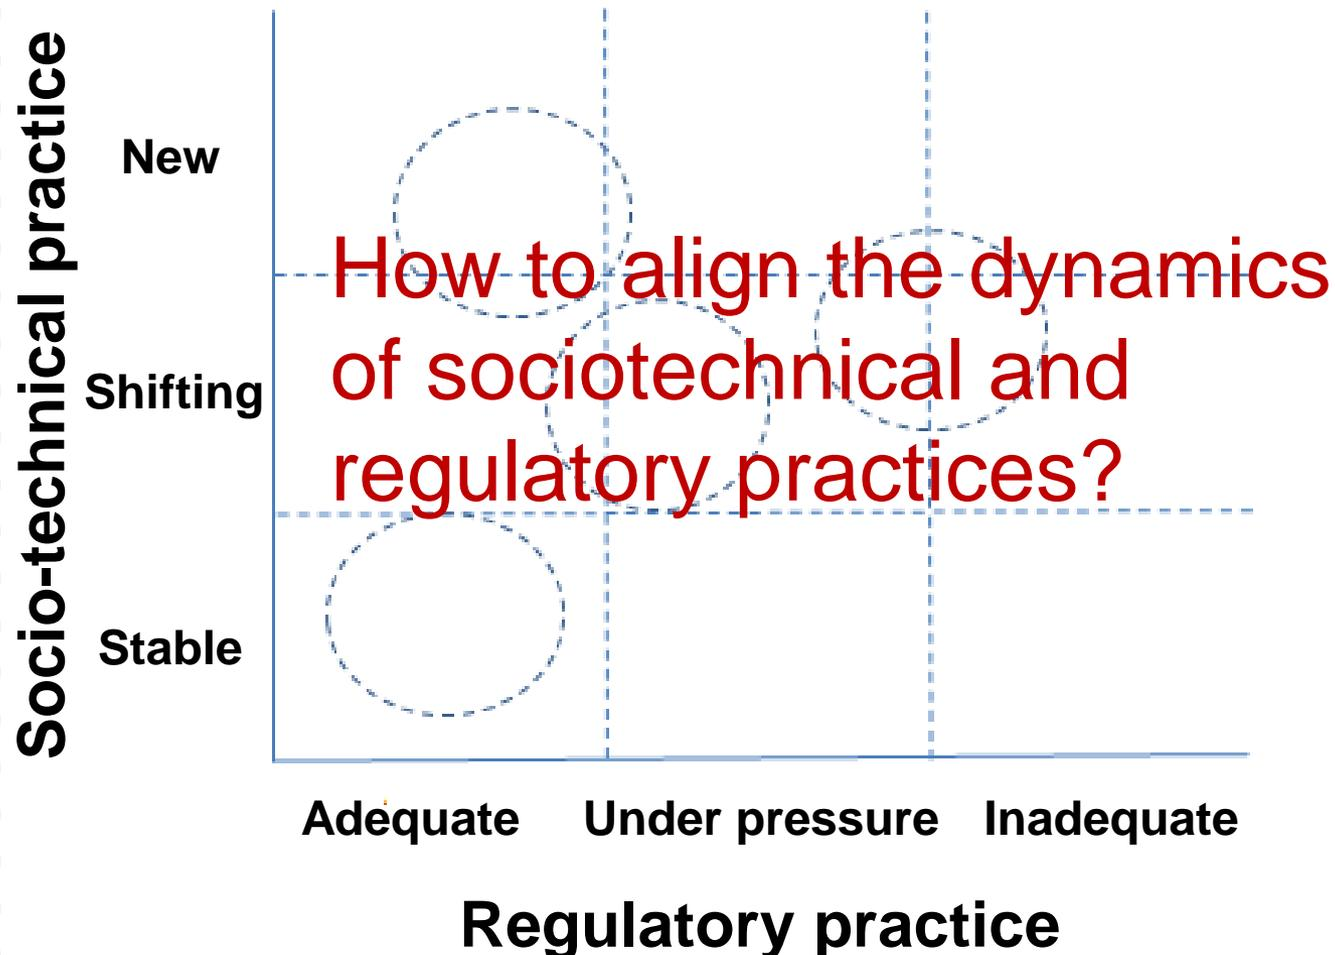 Socio-technical practice
New
Shifting
Stable
How to align the dynamics
of sociotechnical and
regulatory practices?
Adequate
Under pressure
Inadequate
Regulatory practice